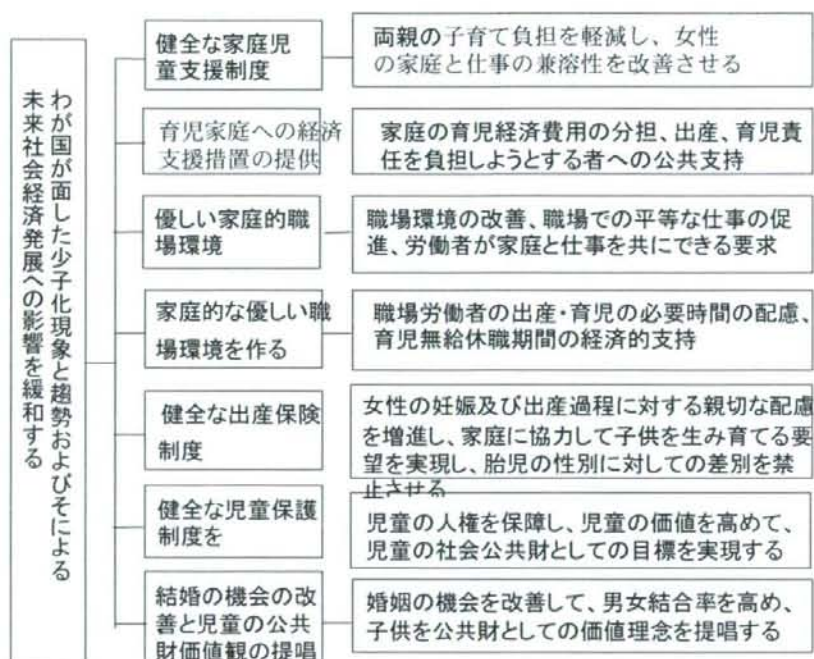 わが国が面した少子化現象と趨勢およびそによる
未来社会経済発展への影響を緩和する
健全な家庭児
童支援制度
両親の子育て負担を軽減し、女性
の家庭と仕事の兼溶性を改善させる
育児家庭への経済
支援措置の提供
家庭の育児経済費用の分担、出産、育児責
任を負担しようとする者への公共支持
優しい家庭的職
場環境
職場環境の改善、職場での平等な仕事の促
進、労働者が家庭と仕事を共にできる要求
家庭的な優しい職
場環境を作る
職場労働者の出産・育児の必要時間の配慮、
育児無給休職期間の経済的支持
健全な出産保険
制度
女性の妊娠及び出産過程に対する親切な配慮
を増進し、家庭に協力して子供を生み育てる要
望を実現し、胎児の性別に対しての差別を禁
止させる
健全な児童保護
制度を
児童の人権を保障し、児童の価値を高めて、
児童の社会公共財としての目標を実現する
結婚の機会の改
善と児童の公共
財価値観の提唱
婚姻の機会を改善して、男女結合率を高め、
子供を公共財としての価値理念を提唱する